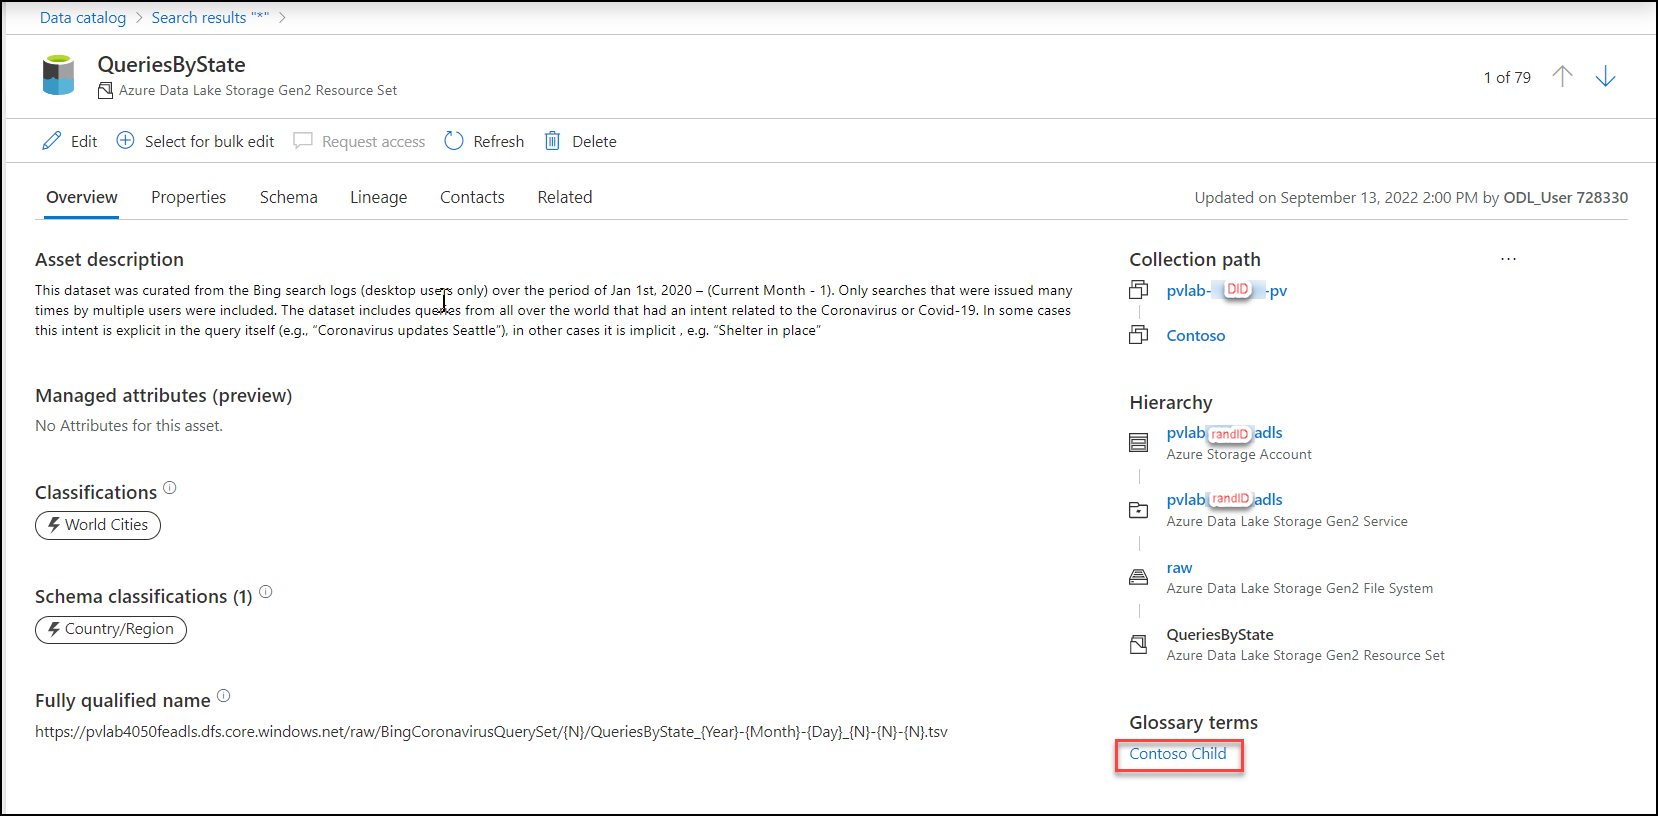 Data catalog > Search results "*" >
QueriesByState
Azure Data Lake Storage Gen2 Resource Set
1 of 79
Edit Select for bulk edit Request access Refresh Delete
Overview Properties Schema Lineage Contacts Related
Updated on September 13, 2022 2:00 PM by ODL_User 728330
Asset description
This dataset was curated from the Bing search logs (desktop users only) over the period of Jan 1st, 2020 – (Current Month - 1). Only searches that were issued many
times by multiple users were included. The dataset includes queries from all over the world that had an intent related to the Coronavirus or Covid-19. In some cases
this intent is explicit in the query itself (e.g., “Coronavirus updates Seattle”), in other cases it is implicit , e.g. “Shelter in place”
Managed attributes (preview)
No Attributes for this asset.
Classifications
World Cities
Schema classifications (1)
Country/Region
Fully qualified name
https://pvlab4050feadls.dfs.core.windows.net/raw/BingCoronavirusQuerySet/{N}/QueriesByState_{Year}-{Month}-{Day}_{N}-{N}-{N}.tsv
Collection path ...
pvlab- DID -pv
Contoso
Hierarchy
pvlab randID adls
Azure Storage Account
pvlab randID adls
Azure Data Lake Storage Gen2 Service
raw
Azure Data Lake Storage Gen2 File System
QueriesByState
Azure Data Lake Storage Gen2 Resource Set
Glossary terms
Contoso Child